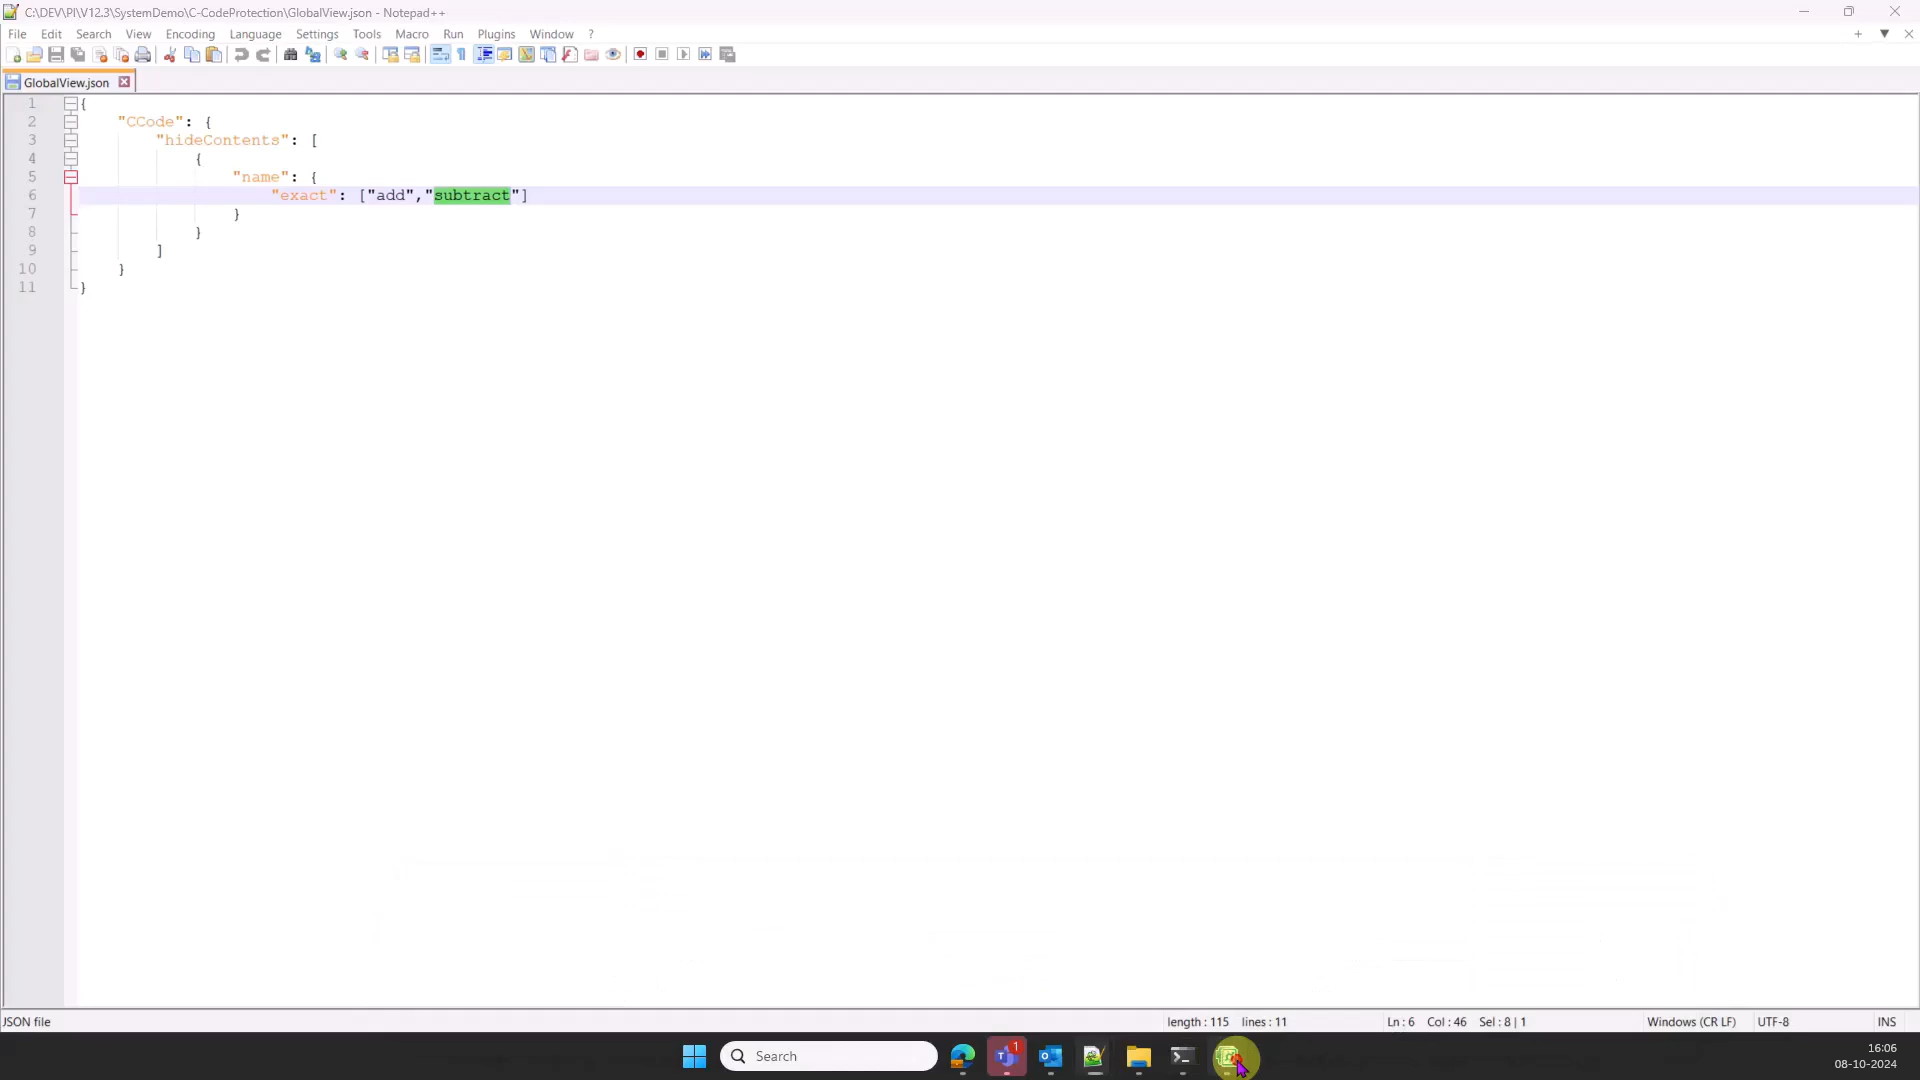 C:\DEV\PI\V12.3\SystemDemo\C-CodeProtection\GlobalView.json - Notepad++
File Edit Search View Encoding Language Settings Tools Macro Run Plugins Window ?
GlobalView.json
1 {
2 "CCode": {
3 "hideContents": [
4 {
5 "name": {
6 "exact": ["add","subtract"]
7 }
8 }
9 ]
10 }
11 }
JSON file length : 115 lines : 11 Ln : 6 Col : 46 Sel : 8 | 1 Windows (CR LF) UTF-8 INS
Search 1 16:06
08-10-2024